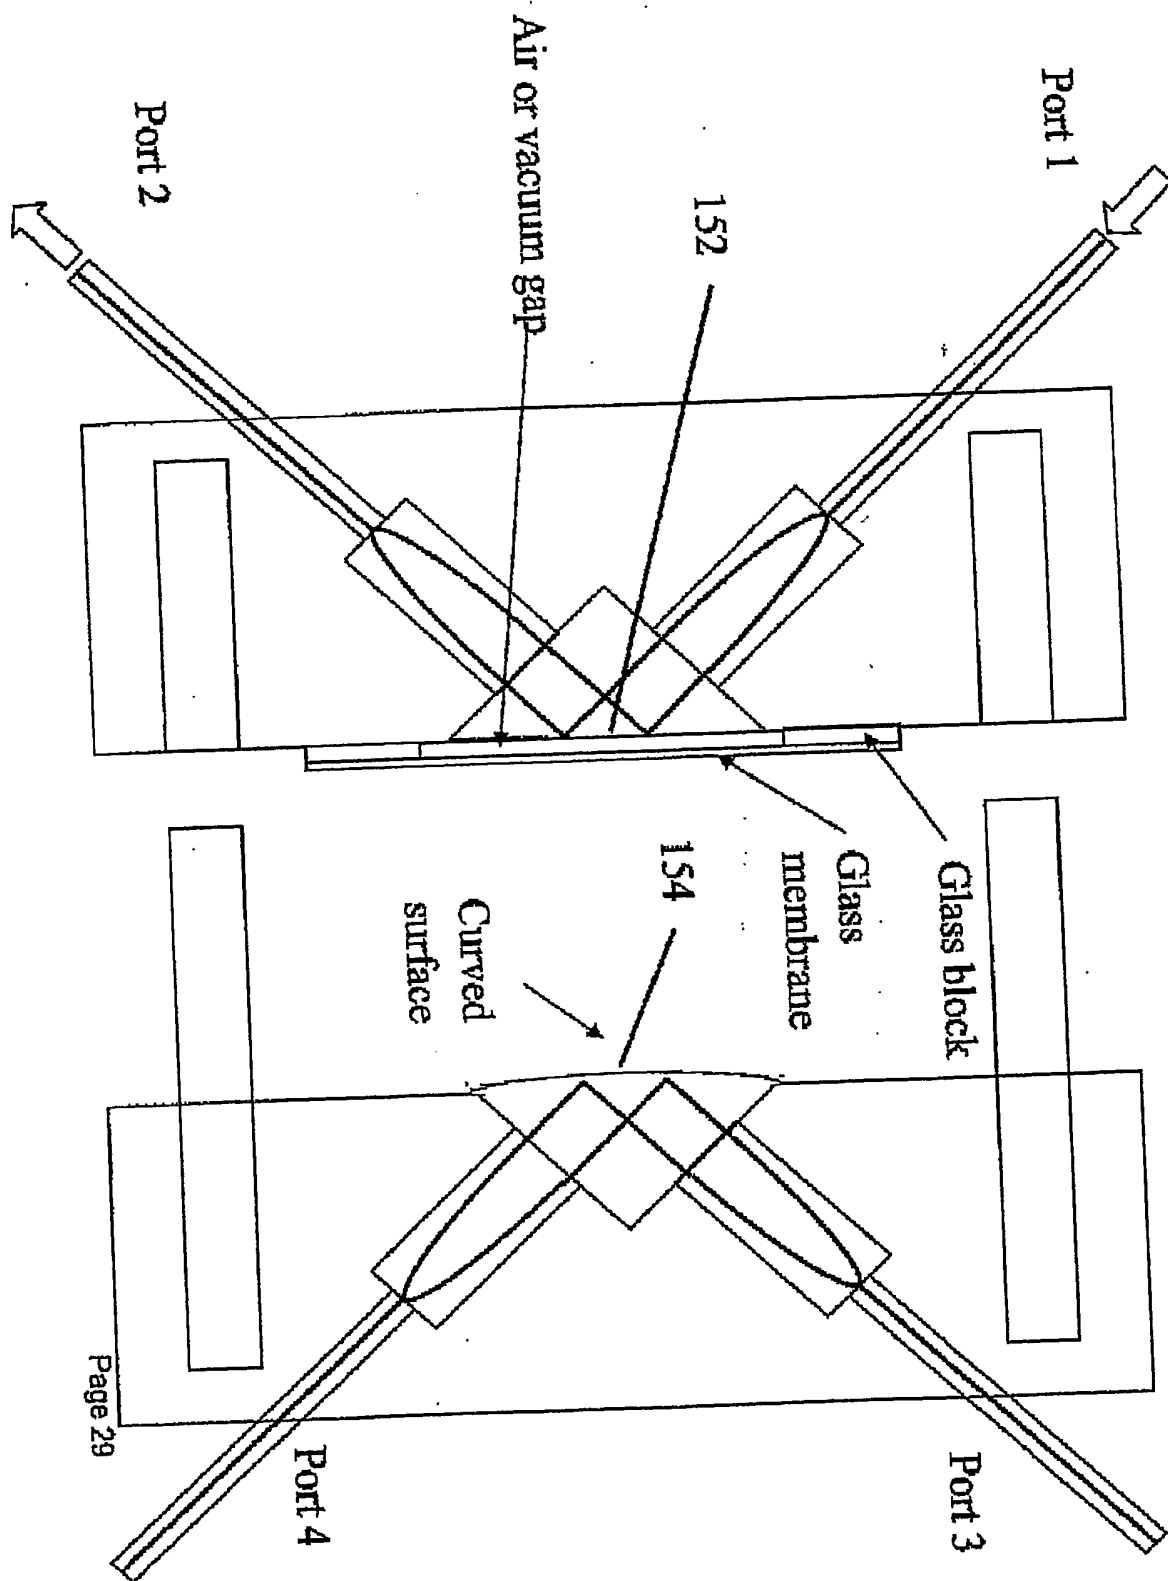 Port 1
Port 2
Air or vacuum gap
152
Glass block
Glass
membrane
154
Curved
surface
Port 3
Port 4
Page 29